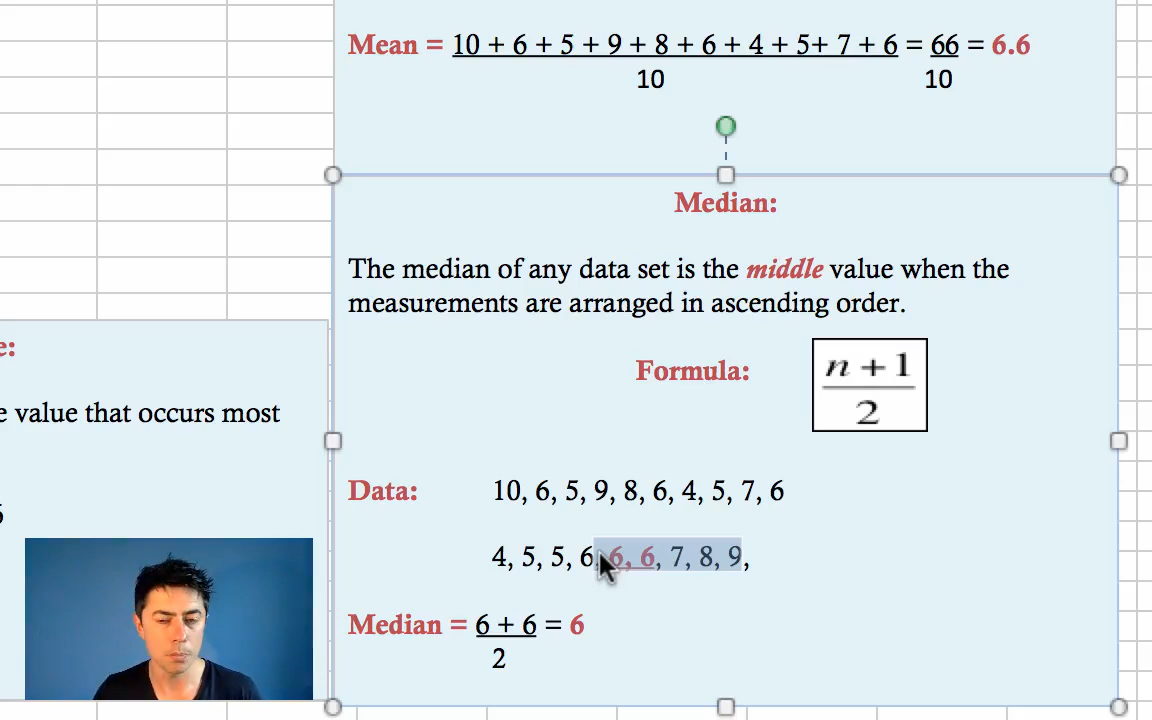 Mean = 10 + 6 + 5 + 9 + 8 + 6 + 4 + 5+ 7 + 6 = 66 = 6.6
10 10
Median:
The median of any data set is the middle value when the
measurements are arranged in ascending order.
Formula: n + 1
2
Data: 10, 6, 5, 9, 8, 6, 4, 5, 7, 6
4, 5, 5, 6, 6, 6, 7, 8, 9,
Median = 6 + 6 = 6
2
e:
e value that occurs most
6